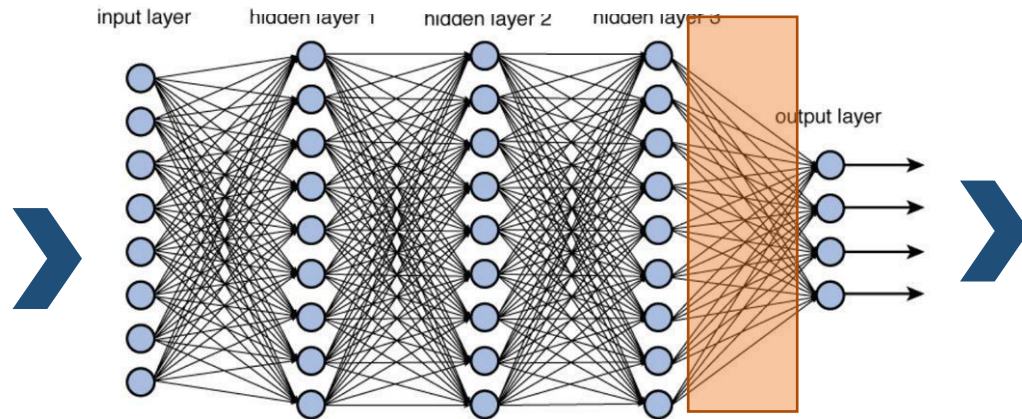 input layer
hidden layer 1
hidden layer 2
hidden layer 3
output layer